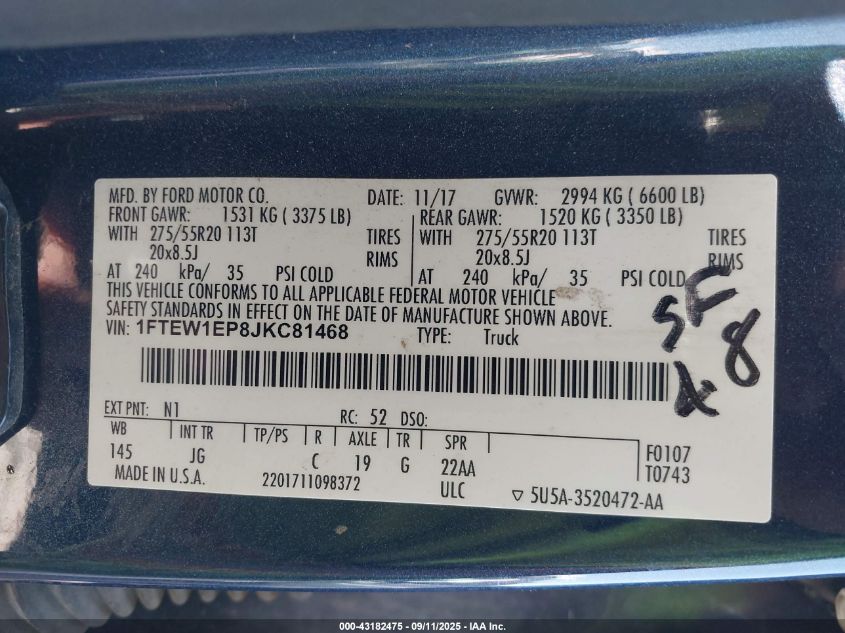 MFD. BY FORD MOTOR CO. DATE: 11/17 GVWR: 2994 KG ( 6600 LB)
FRONT GAWR: 1531 KG ( 3375 LB) REAR GAWR: 1520 KG ( 3350 LB)
WITH 275/55R20 113T TIRES WITH 275/55R20 113T TIRES
20x8.5J RIMS 20x8.5J RIMS
AT 240 kPa/ 35 PSI COLD AT 240 kPa/ 35 PSI COLD
THIS VEHICLE CONFORMS TO ALL APPLICABLE FEDERAL MOTOR VEHICLE
SAFETY STANDARDS IN EFFECT ON THE DATE OF MANUFACTURE SHOWN ABOVE.
VIN: 1FTEW1EP8JKC81468 TYPE: Truck
SF
48
EXT PNT: N1 RC: 52 DSO:
WB INT TR TP/PS R AXLE TR SPR F0107
145 JG C 19 G 22AA T0743
MADE IN U.S.A. 2201711098372 ULC ▽ 5U5A-3520472-AA
000-43182475 - 09/11/2025 - IAA Inc.